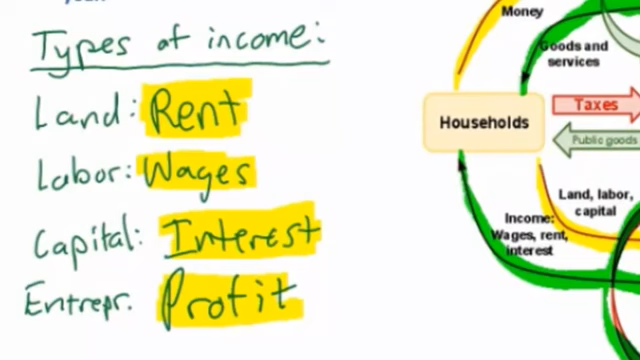 Types of income:
Land: Rent
Labor: Wages
Capital: Interest
Entrepr. Profit
Money
Goods and
services
Households
Taxes
Public goods
Land, labor,
capital
Income:
Wages, rent,
interest